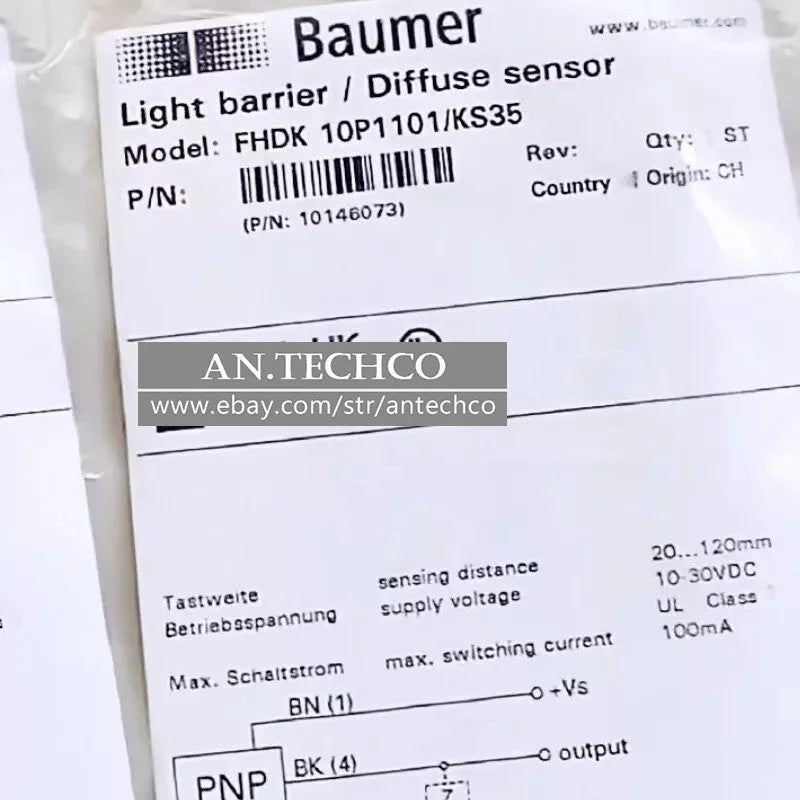 Baumer
www.baumer.com
Light barrier / Diffuse sensor
Model: FHDK 10P1101/KS35
P/N:
(P/N: 10146073)
Rev:
Qty: ST
Country Origin: CH
AN.TECHCO
www.ebay.com/str/antechco
Tastweite sensing distance 20...120mm
Betriebsspannung supply voltage 10-30VDC
UL Class
Max. Schaltstrom max. switching current 100mA
BN (1) +Vs
PNP
BK (4) output
Z